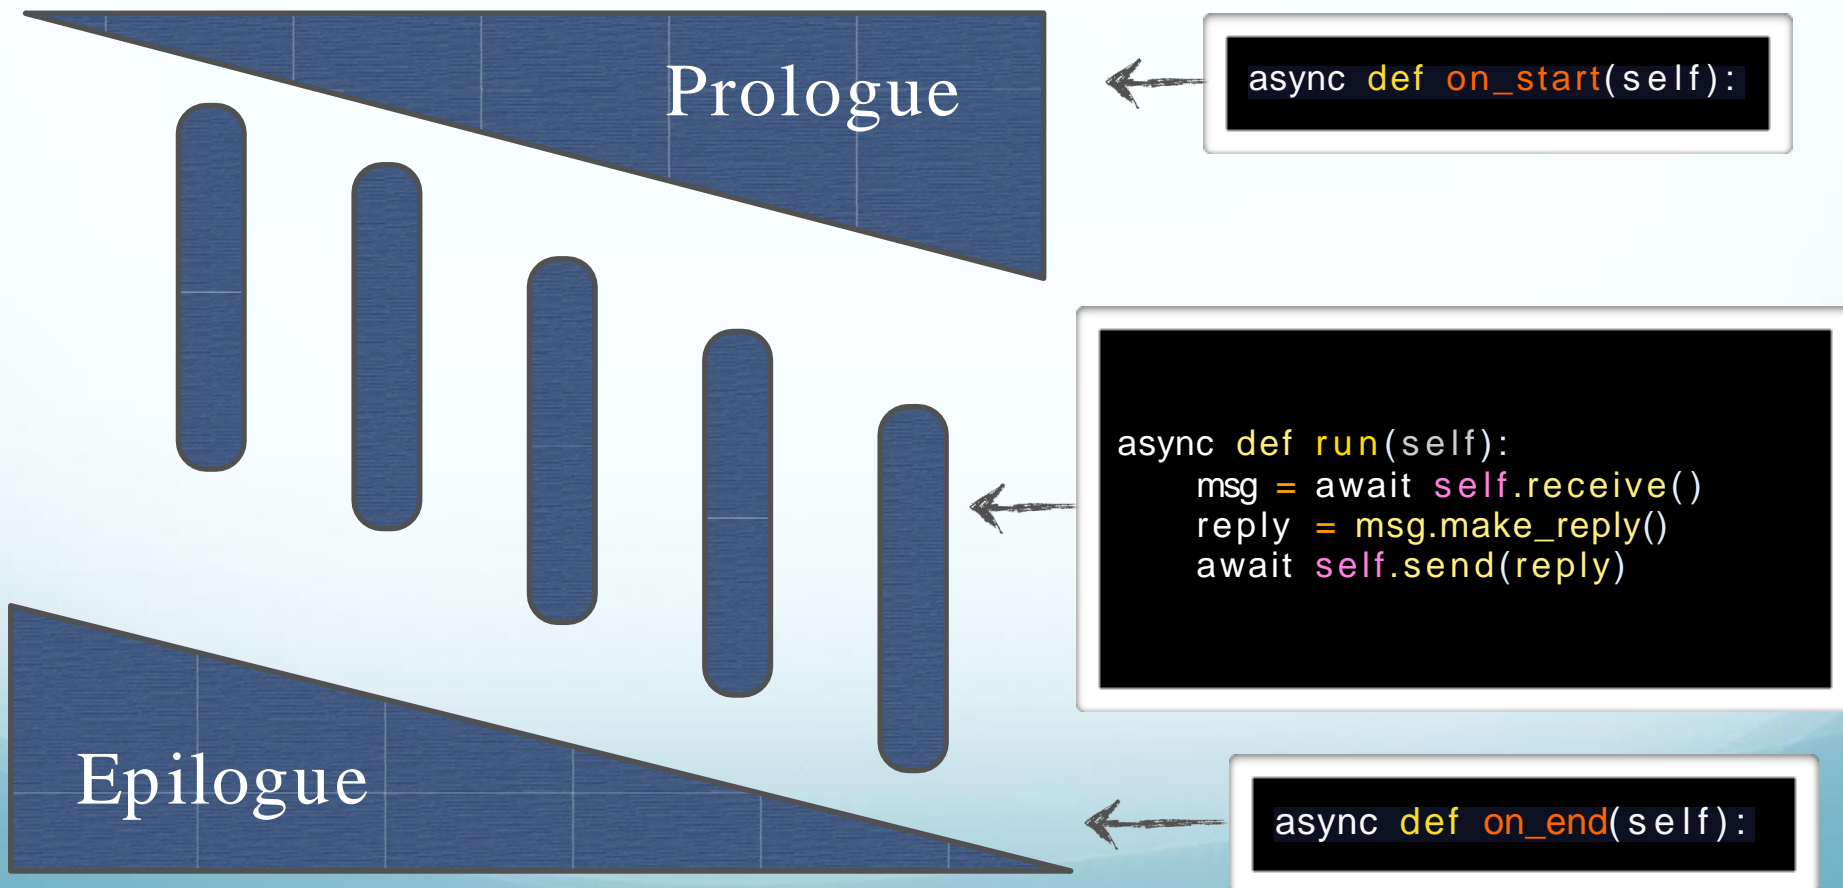 Prologue
async def on_start(self):
async def run(self):
    msg = await self.receive()
    reply = msg.make_reply()
    await self.send(reply)
Epilogue
async def on_end(self):